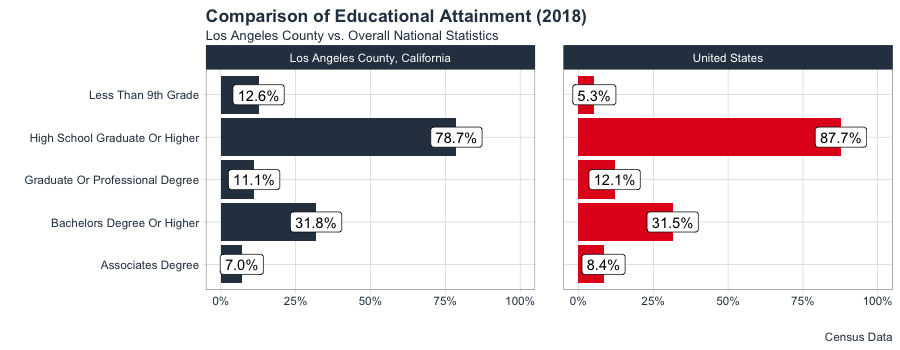 Comparison of Educational Attainment (2018)
Los Angeles County vs. Overall National Statistics
Los Angeles County, California
United States
Less Than 9th Grade
12.6%
5.3%
High School Graduate Or Higher
78.7%
87.7%
Graduate Or Professional Degree
11.1%
12.1%
Bachelors Degree Or Higher
31.8%
31.5%
Associates Degree
7.0%
8.4%
0% 25% 50% 75% 100%
0% 25% 50% 75% 100%
Census Data